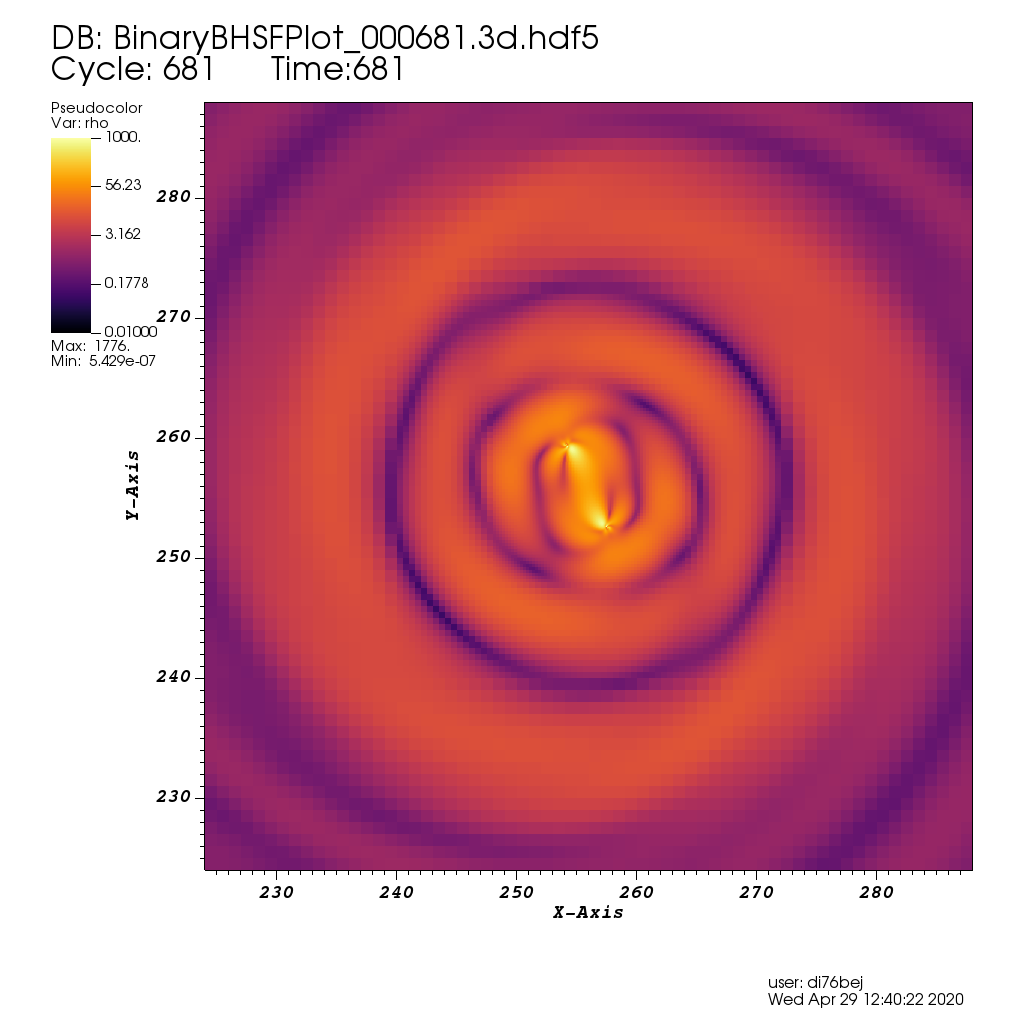 DB: BinaryBHSFPlot_000681.3d.hdf5
Cycle: 681 Time:681
Pseudocolor
Var: rho
1000.
56.23
3.162
0.1778
0.01000
Max: 1776.
Min: 5.429e-07
280
270
260
250
240
230
Y-Axis
230 240 250 260 270 280
X-Axis
user: di76bej
Wed Apr 29 12:40:22 2020